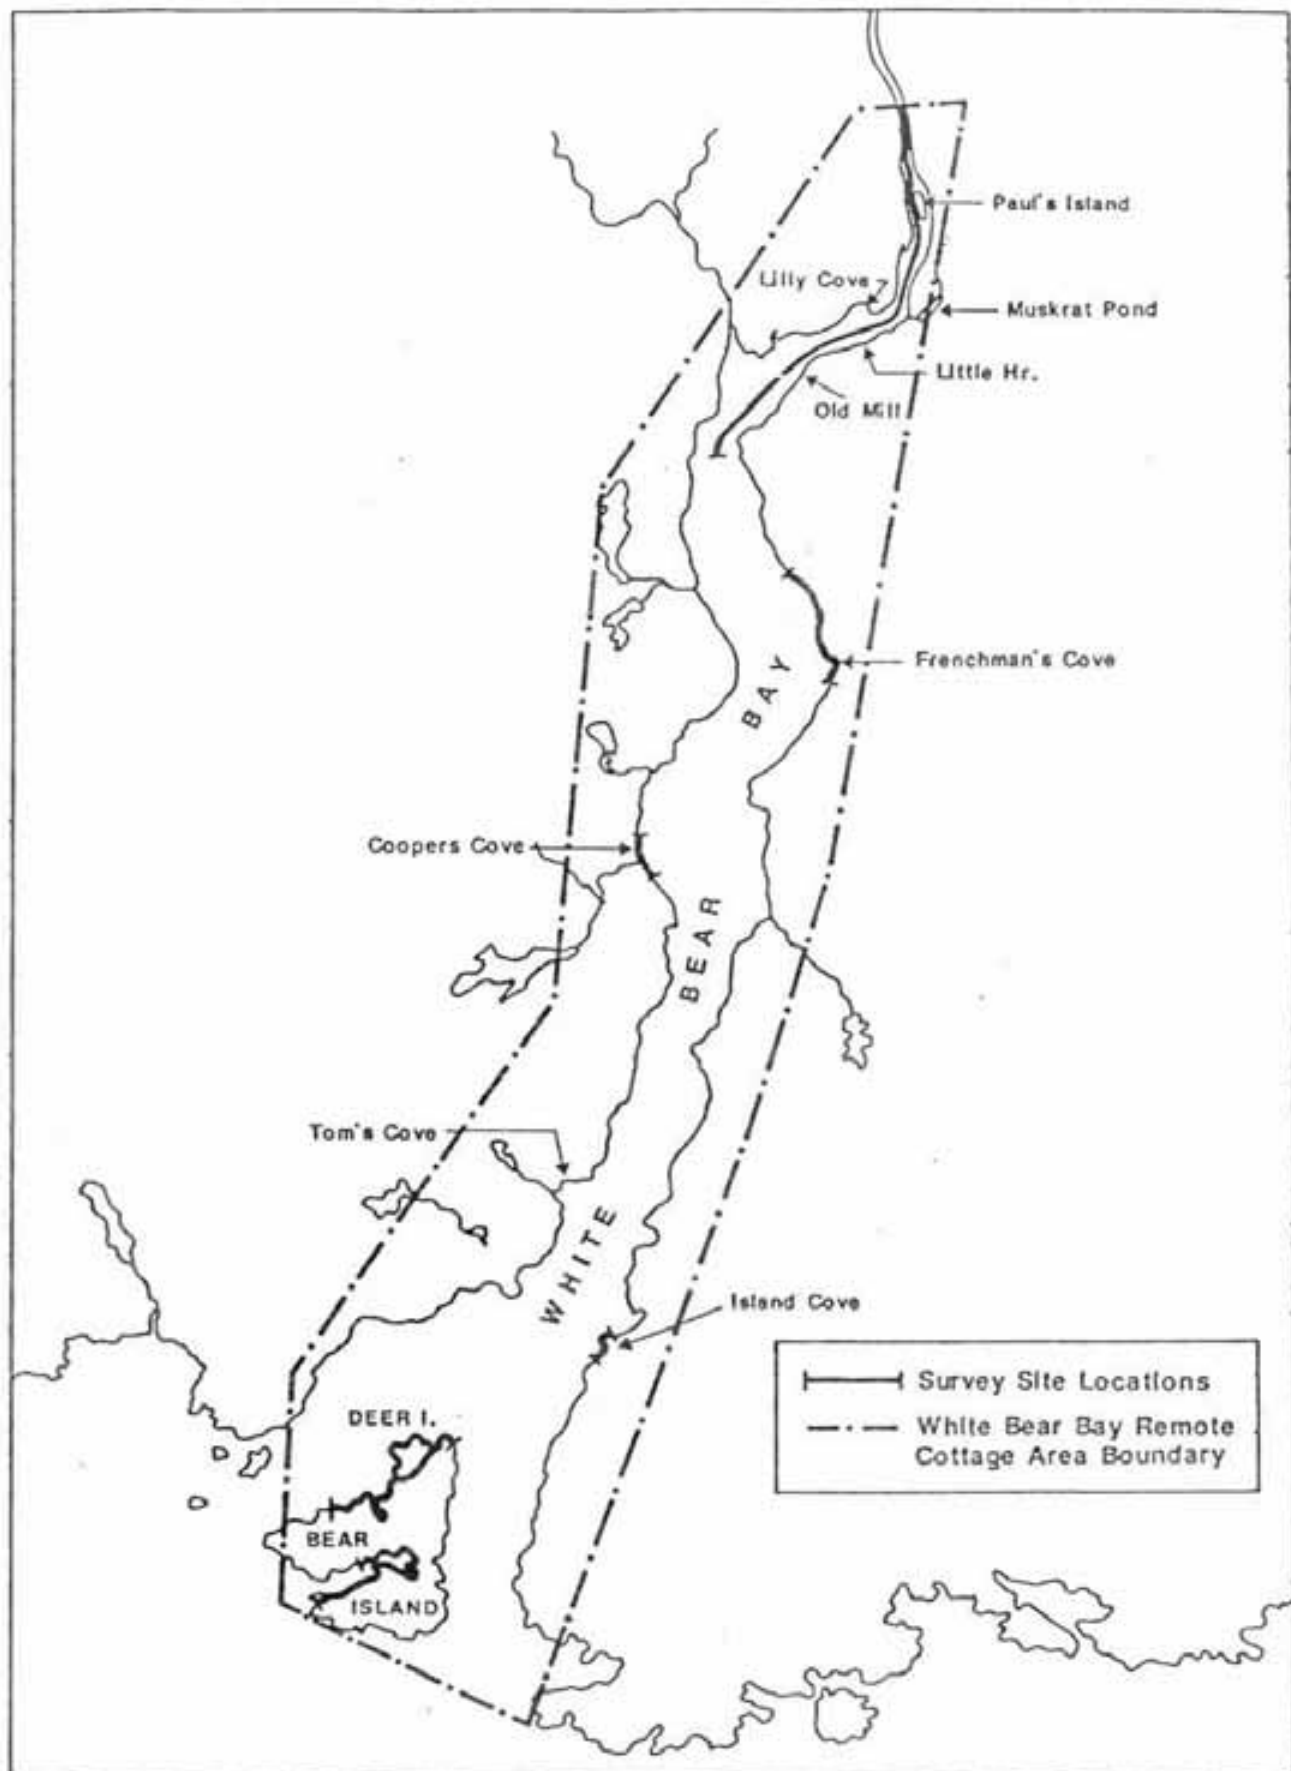 Paul's Island
Lilly Cove
Muskrat Pond
Little Hr.
Old Mill
Frenchman's Cove
BAY
Coopers Cove
BEAR
Tom's Cove
WHITE
Island Cove
Survey Site Locations
White Bear Bay Remote
Cottage Area Boundary
DEER I.
BEAR
ISLAND